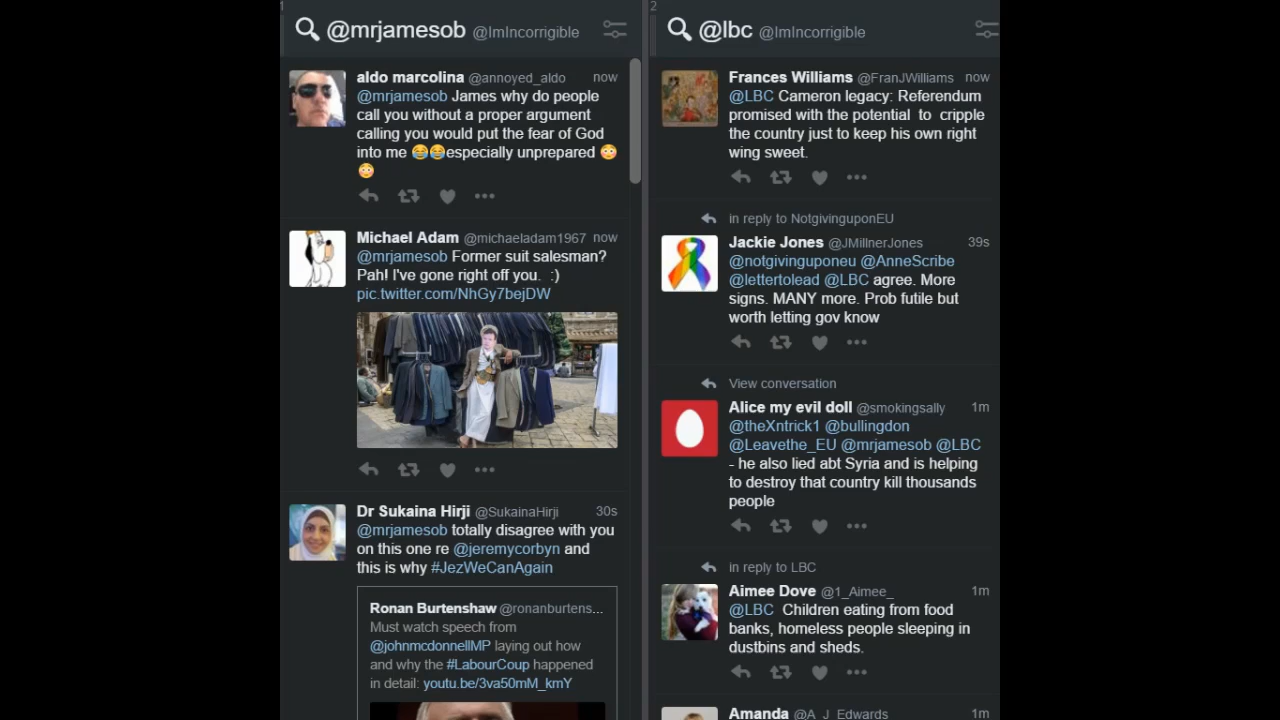 1
@mrjamesob @ImIncorrigible
aldo marcolina @annoyed_aldo now
@mrjamesob James why do people
call you without a proper argument
calling you would put the fear of God
into me 😂😂especially unprepared 😳
😳
Michael Adam @michaeladam1967 now
@mrjamesob Former suit salesman?
Pah! I've gone right off you. :)
pic.twitter.com/NhGy7bejDW
Dr Sukaina Hirji @SukainaHirji 30s
@mrjamesob totally disagree with you
on this one re @jeremycorbyn and
this is why #JezWeCanAgain
Ronan Burtenshaw @ronanburtens...
Must watch speech from
@johnmcdonnellMP laying out how
and why the #LabourCoup happened
in detail: youtu.be/3va50mM_kmY
2
@lbc @ImIncorrigible
Frances Williams @FranJWilliams now
@LBC Cameron legacy: Referendum
promised with the potential to cripple
the country just to keep his own right
wing sweet.
in reply to NotgivinguponEU
Jackie Jones @JMillnerJones 39s
@notgivinguponeu @AnneScribe
@lettertolead @LBC agree. More
signs. MANY more. Prob futile but
worth letting gov know
View conversation
Alice my evil doll @smokingsally 1m
@theXntrick1 @bullingdon
@Leavethe_EU @mrjamesob @LBC
- he also lied abt Syria and is helping
to destroy that country kill thousands
people
in reply to LBC
Aimee Dove @1_Aimee_ 1m
@LBC Children eating from food
banks, homeless people sleeping in
dustbins and sheds.
Amanda @A_J_Edwards 1m